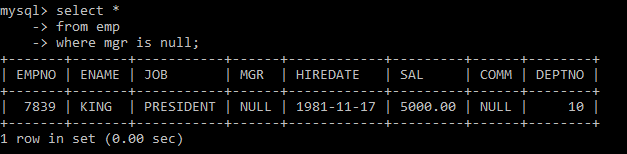 mysql> select *
    -> from emp
    -> where mgr is null;
+-------+-------+-----------+------+------------+---------+------+--------+
| EMPNO | ENAME | JOB       | MGR  | HIREDATE   | SAL     | COMM | DEPTNO |
+-------+-------+-----------+------+------------+---------+------+--------+
|  7839 | KING  | PRESIDENT | NULL | 1981-11-17 | 5000.00 | NULL |     10 |
+-------+-------+-----------+------+------------+---------+------+--------+
1 row in set (0.00 sec)